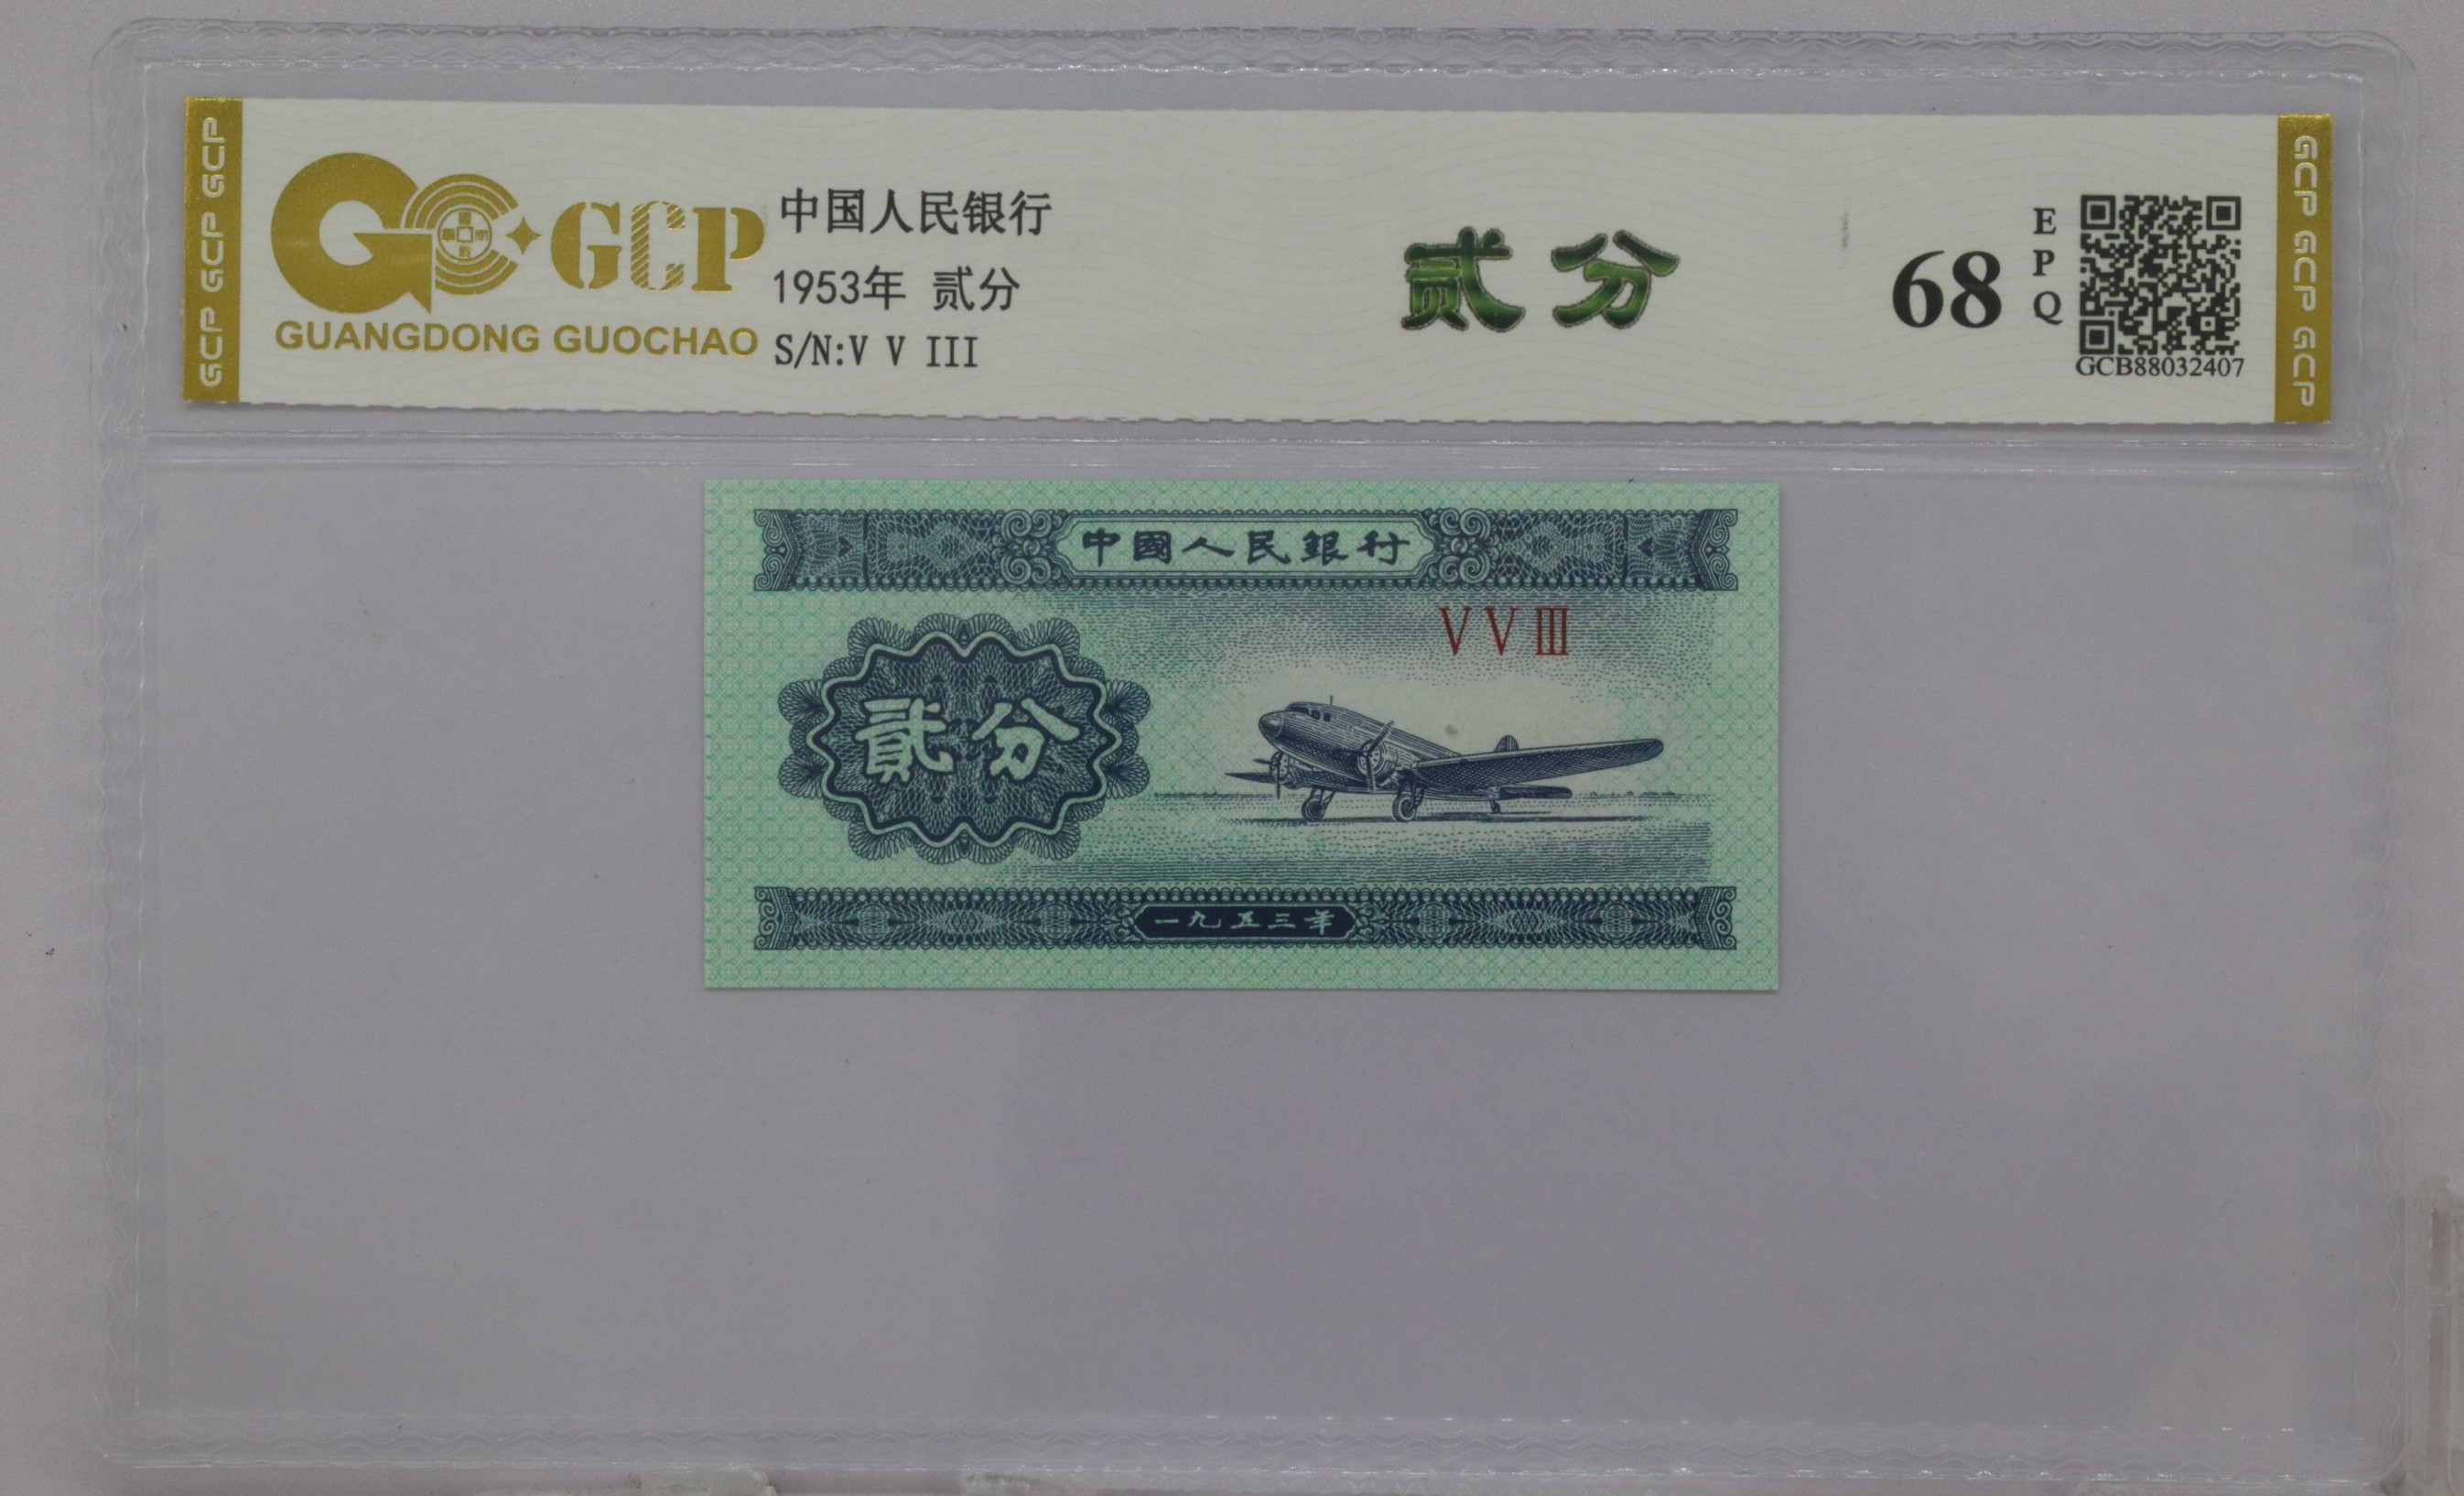 GCP GCP GCP
GCP
GUANGDONG GUOCHAO
中国人民银行
1953年 贰分
S/N:V V III
贰分
68
EPQ
GCB88032407
GCP GCP GCP
中國人民銀行
VVIII
貳分
一九五三年